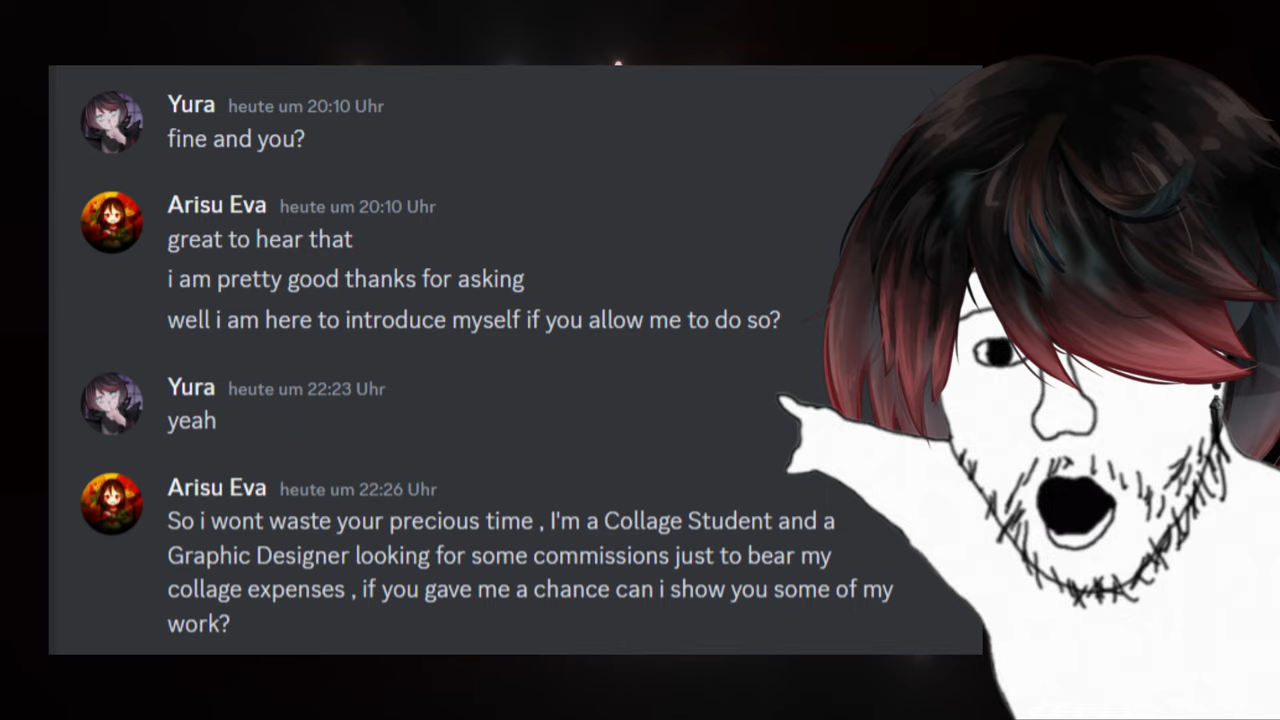 Yura heute um 20:10 Uhr
fine and you?
Arisu Eva heute um 20:10 Uhr
great to hear that
i am pretty good thanks for asking
well i am here to introduce myself if you allow me to do so?
Yura heute um 22:23 Uhr
yeah
Arisu Eva heute um 22:26 Uhr
So i wont waste your precious time , I'm a Collage Student and a
Graphic Designer looking for some commissions just to bear my
collage expenses , if you gave me a chance can i show you some of my
work?